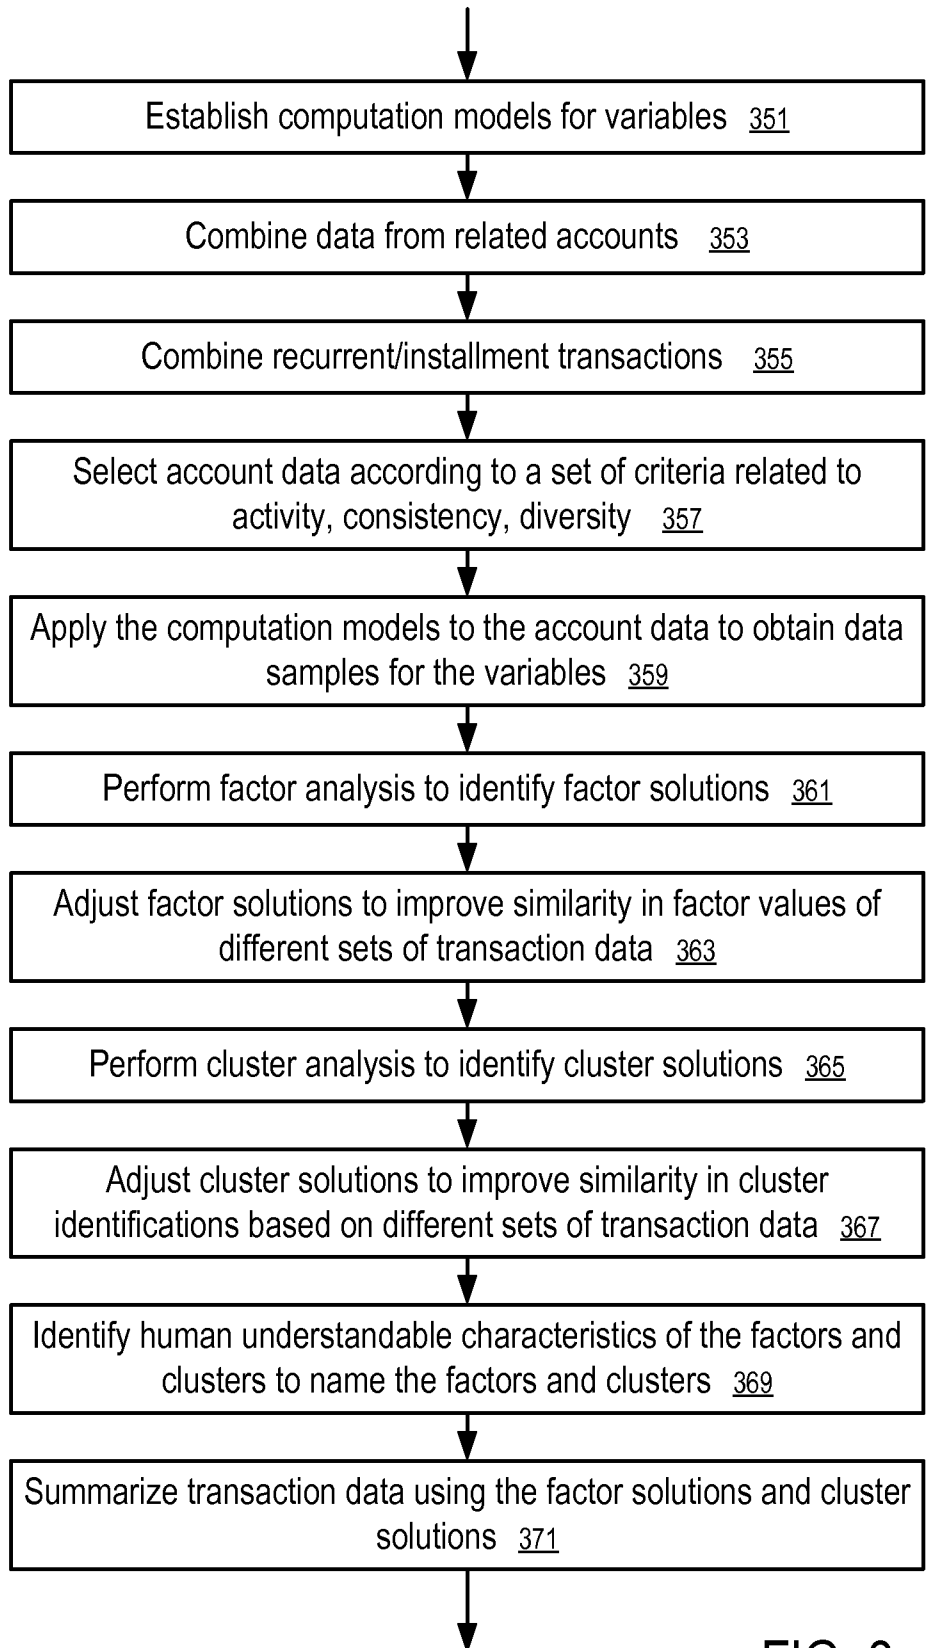 Establish computation models for variables 351
Combine data from related accounts 353
Combine recurrent/installment transactions 355
Select account data according to a set of criteria related to
activity, consistency, diversity 357
Apply the computation models to the account data to obtain data
samples for the variables 359
Perform factor analysis to identify factor solutions 361
Adjust factor solutions to improve similarity in factor values of
different sets of transaction data 363
Perform cluster analysis to identify cluster solutions 365
Adjust cluster solutions to improve similarity in cluster
identifications based on different sets of transaction data 367
Identify human understandable characteristics of the factors and
clusters to name the factors and clusters 369
Summarize transaction data using the factor solutions and cluster
solutions 371